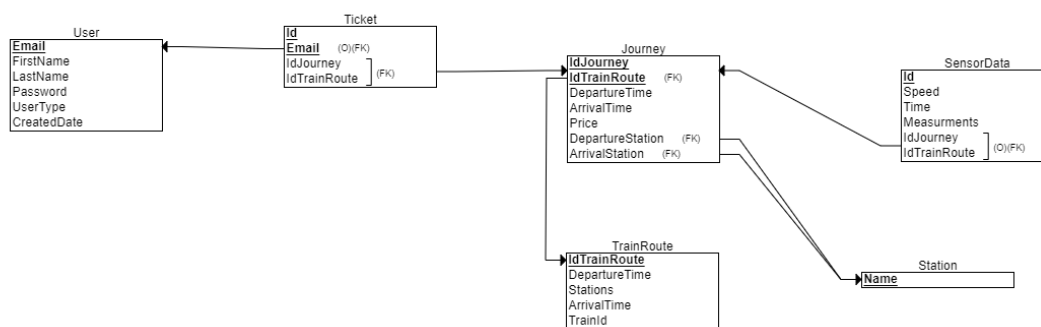 User
Email
FirstName
LastName
Password
UserType
CreatedDate
Ticket
Id
Email (O)(FK)
IdJourney
IdTrainRoute (FK)
Journey
IdJourney
IdTrainRoute (FK)
DepartureTime
ArrivalTime
Price
DepartureStation (FK)
ArrivalStation (FK)
SensorData
Id
Speed
Time
Measurments
IdJourney
IdTrainRoute (O)(FK)
TrainRoute
IdTrainRoute
DepartureTime
Stations
ArrivalTime
TrainId
Station
Name